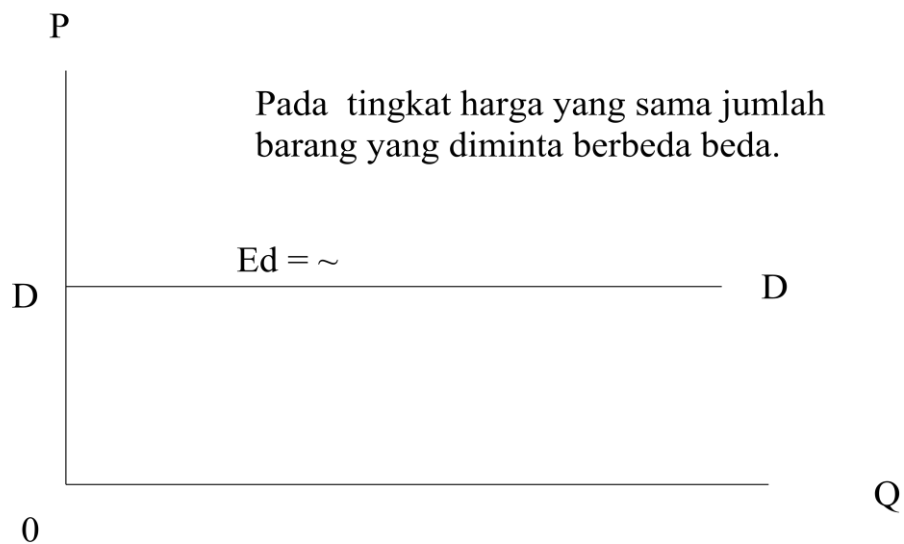 P
Pada tingkat harga yang sama jumlah
barang yang diminta berbeda beda.
Ed = ~
D
D
Q
0